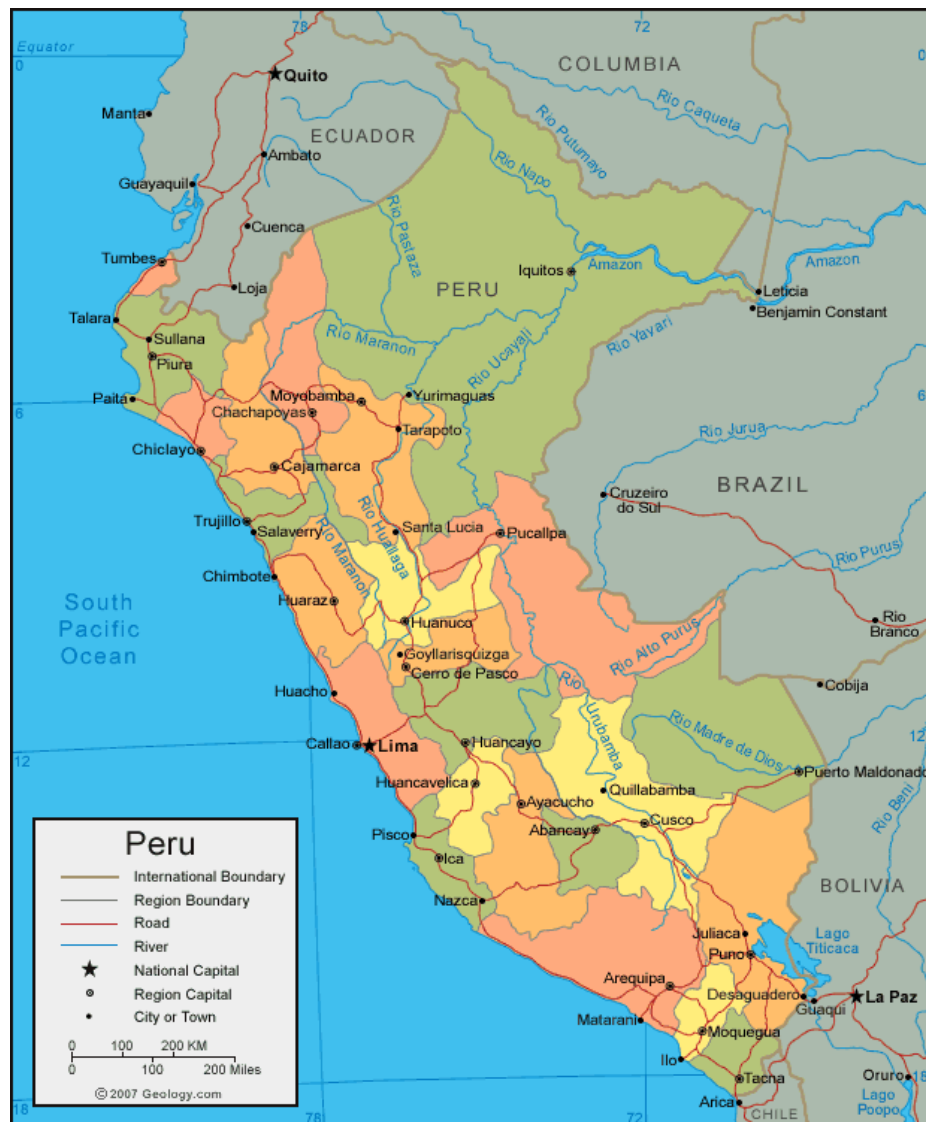 78
72
Equator
0
0
COLUMBIA
Quito
Rio Caqueta
Manta
Rio Putumayo
ECUADOR
Ambato
Rio Napo
Guayaquil
Rio Pastaza
Cuenca
Tumbes
Iquitos
Amazon
Amazon
Loja
PERU
Leticia
Benjamin Constant
Talara
Sullana
Rio Maranon
Rio Ucayali
Rio Yavari
Piura
Paita
6
6
Moyobamba
Yurimaguas
Chachapoyas
Tarapoto
Rio Jurua
Chiclayo
Cajamarca
BRAZIL
Cruzeiro
do Sul
Trujillo
Salaverry
Rio Maranon
Rio Huallaga
Santa Lucia
Pucallpa
Rio Purus
Chimbote
South
Pacific
Ocean
Huaraz
Huanuco
Rio
Branco
Rio Alto Purus
Goyllarisquizga
Cerro de Pasco
Rio Urubamba
Cobija
Huacho
Rio Madre de Dios
12
12
Callao
Lima
Huancayo
Puerto Maldonado
Huancavelica
Quillabamba
Rio Beni
Ayacucho
Abancay
Cusco
Pisco
Ica
BOLIVIA
Nazca
Juliaca
Lago
Titicaca
Puno
Arequipa
Desaguadero
La Paz
Guaqui
Matarani
Moquegua
Ilo
Tacna
Oruro
18
Arica
Lago
Poopo
CHILE
18
78
72
Peru
International Boundary
Region Boundary
Road
River
National Capital
Region Capital
City or Town
0 100 200 KM
0 100 200 Miles
© 2007 Geology.com